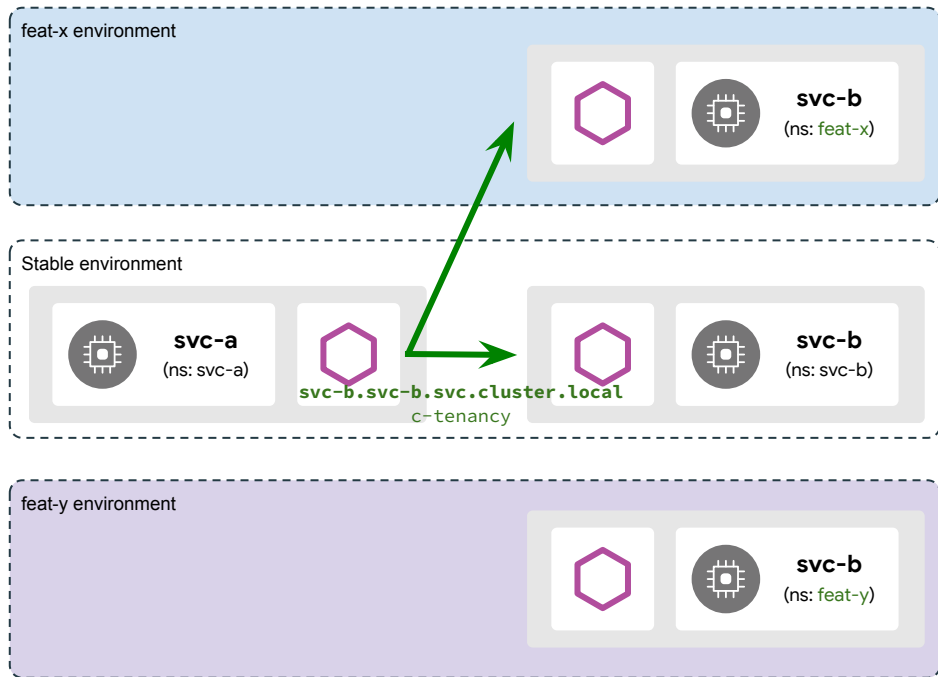 feat-x environment
svc-b
(ns: feat-x)
Stable environment
svc-a
(ns: svc-a)
svc-b
(ns: svc-b)
svc-b.svc-b.svc.cluster.local
c-tenancy
feat-y environment
svc-b
(ns: feat-y)